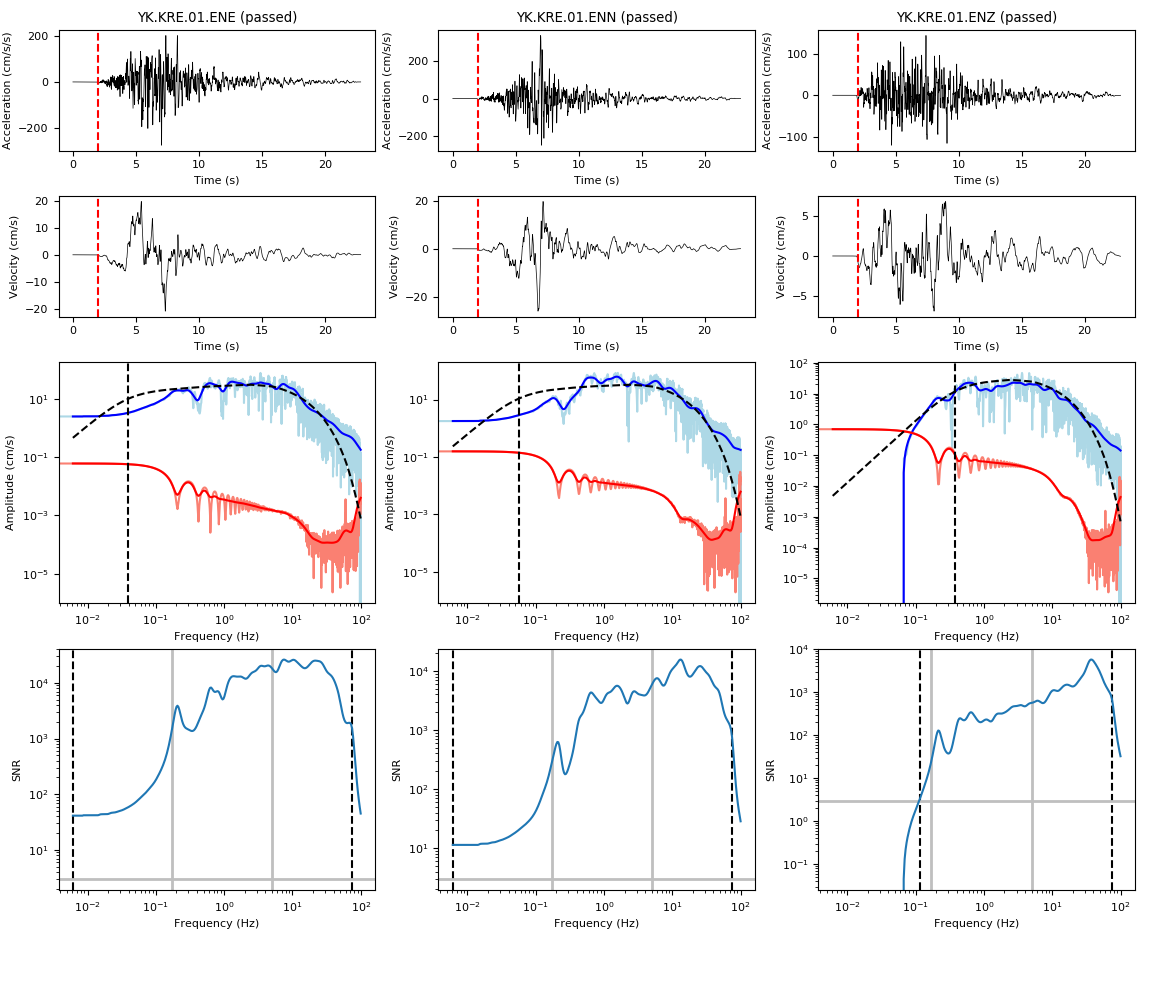 YK.KRE.01.ENE (passed) YK.KRE.01.ENN (passed) YK.KRE.01.ENZ (passed)
Acceleration (cm/s/s) 200 0 −200 Acceleration (cm/s/s) 200 0 −200 Acceleration (cm/s/s) 100 0 −100
0 5 10 15 20 0 5 10 15 20 0 5 10 15 20
Time (s) Time (s) Time (s)
Velocity (cm/s) 20 10 0 −10 −20 Velocity (cm/s) 20 0 −20 Velocity (cm/s) 5 0 −5
0 5 10 15 20 0 5 10 15 20 0 5 10 15 20
Time (s) Time (s) Time (s)
Amplitude (cm/s) 10¹ 10⁻¹ 10⁻³ 10⁻⁵ Amplitude (cm/s) 10¹ 10⁻¹ 10⁻³ 10⁻⁵ Amplitude (cm/s) 10² 10¹ 10⁰ 10⁻¹ 10⁻² 10⁻³ 10⁻⁴ 10⁻⁵
10⁻² 10⁻¹ 10⁰ 10¹ 10² 10⁻² 10⁻¹ 10⁰ 10¹ 10² 10⁻² 10⁻¹ 10⁰ 10¹ 10²
Frequency (Hz) Frequency (Hz) Frequency (Hz)
SNR 10⁴ 10³ 10² 10¹ SNR 10⁴ 10³ 10² 10¹ SNR 10⁴ 10³ 10² 10¹ 10⁰ 10⁻¹
10⁻² 10⁻¹ 10⁰ 10¹ 10² 10⁻² 10⁻¹ 10⁰ 10¹ 10² 10⁻² 10⁻¹ 10⁰ 10¹ 10²
Frequency (Hz) Frequency (Hz) Frequency (Hz)